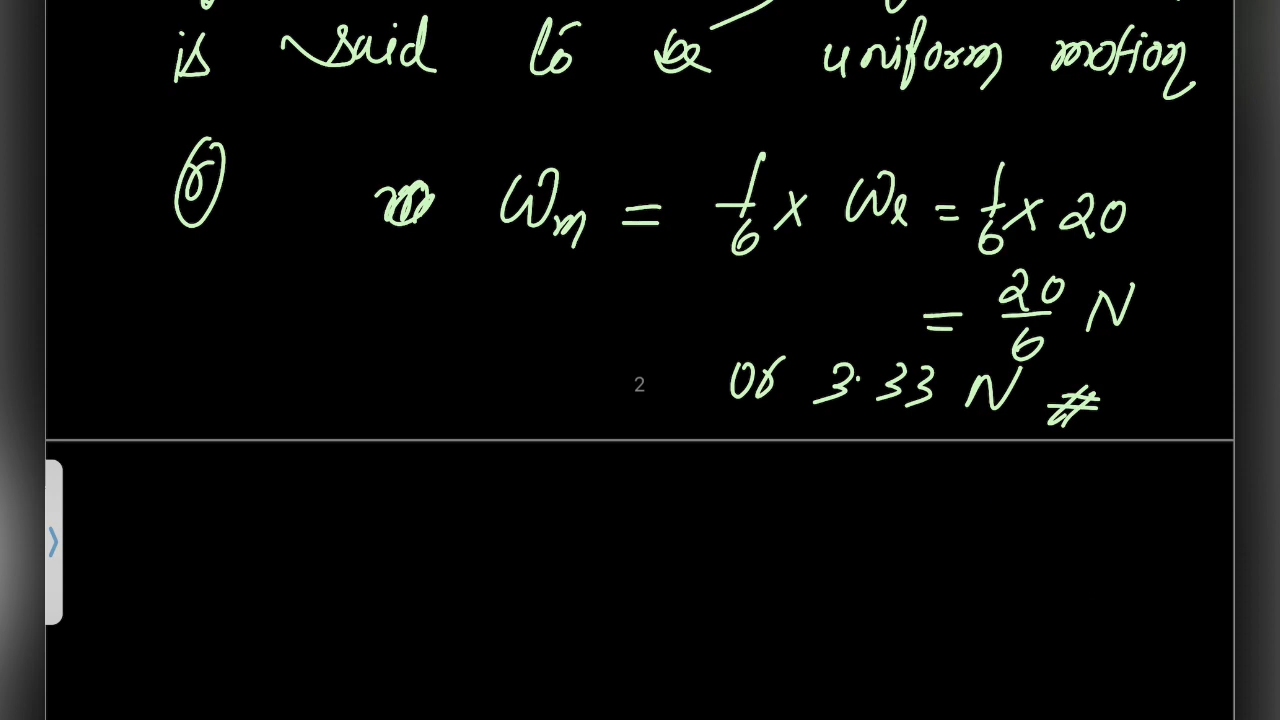 is said to be uniform motion
Wm = 1/6 x We = 1/6 x 20
= 20/6 N
2 or 3.33 N #